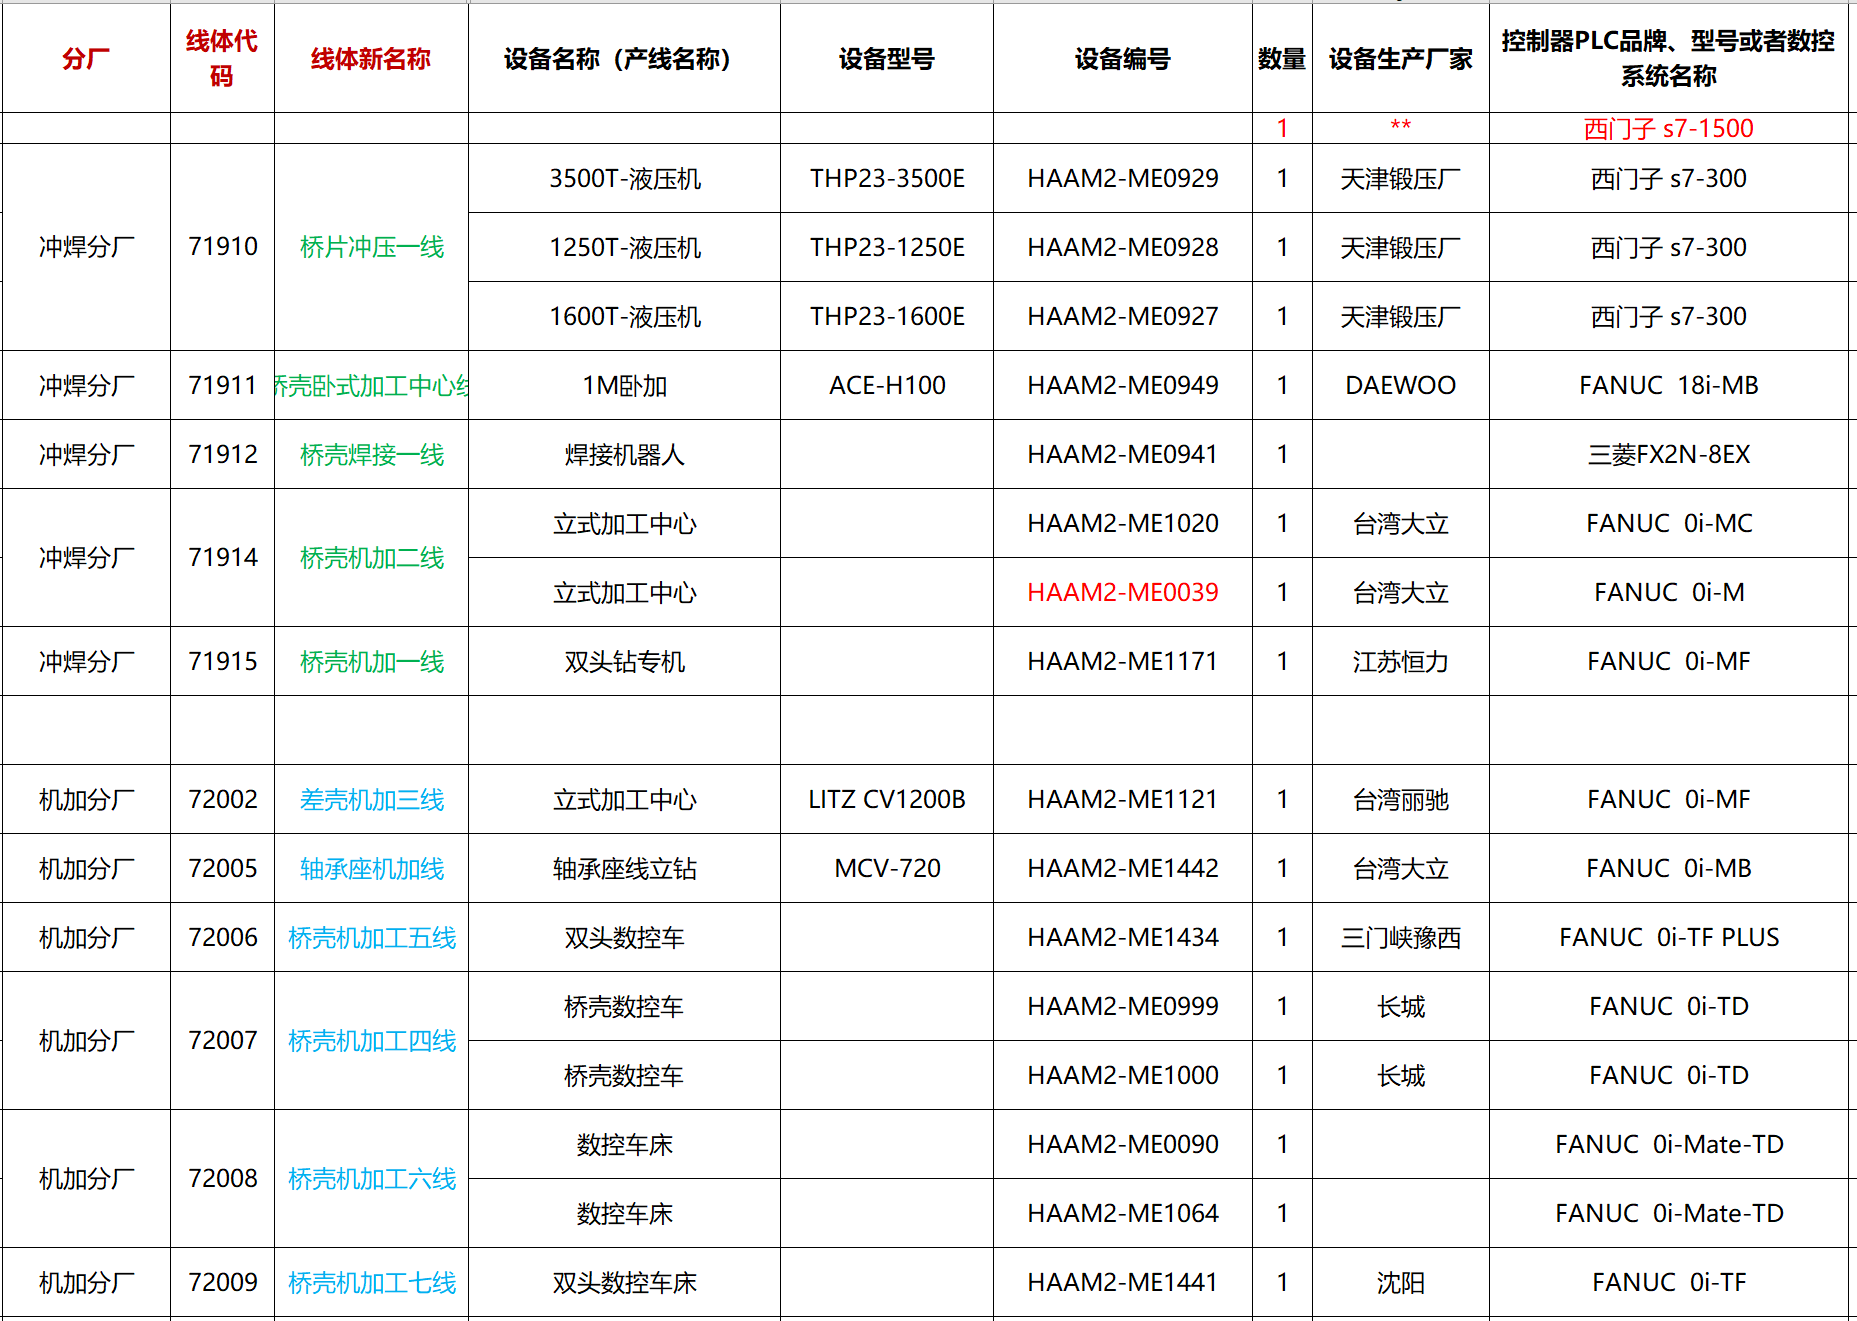 分厂 线体代码 线体新名称 设备名称（产线名称） 设备型号 设备编号 数量 设备生产厂家 控制器PLC品牌、型号或者数控系统名称
1 ** 西门子 s7-1500
冲焊分厂 71910 桥片冲压一线 3500T-液压机 THP23-3500E HAAM2-ME0929 1 天津锻压厂 西门子 s7-300
1250T-液压机 THP23-1250E HAAM2-ME0928 1 天津锻压厂 西门子 s7-300
1600T-液压机 THP23-1600E HAAM2-ME0927 1 天津锻压厂 西门子 s7-300
冲焊分厂 71911 桥壳卧式加工中心线 1M卧加 ACE-H100 HAAM2-ME0949 1 DAEWOO FANUC 18i-MB
冲焊分厂 71912 桥壳焊接一线 焊接机器人 HAAM2-ME0941 1 三菱FX2N-8EX
冲焊分厂 71914 桥壳机加二线 立式加工中心 HAAM2-ME1020 1 台湾大立 FANUC 0i-MC
立式加工中心 HAAM2-ME0039 1 台湾大立 FANUC 0i-M
冲焊分厂 71915 桥壳机加一线 双头钻专机 HAAM2-ME1171 1 江苏恒力 FANUC 0i-MF
机加分厂 72002 差壳机加三线 立式加工中心 LITZ CV1200B HAAM2-ME1121 1 台湾丽驰 FANUC 0i-MF
机加分厂 72005 轴承座机加线 轴承座线立钻 MCV-720 HAAM2-ME1442 1 台湾大立 FANUC 0i-MB
机加分厂 72006 桥壳机加工五线 双头数控车 HAAM2-ME1434 1 三门峡豫西 FANUC 0i-TF PLUS
机加分厂 72007 桥壳机加工四线 桥壳数控车 HAAM2-ME0999 1 长城 FANUC 0i-TD
桥壳数控车 HAAM2-ME1000 1 长城 FANUC 0i-TD
机加分厂 72008 桥壳机加工六线 数控车床 HAAM2-ME0090 1 FANUC 0i-Mate-TD
数控车床 HAAM2-ME1064 1 FANUC 0i-Mate-TD
机加分厂 72009 桥壳机加工七线 双头数控车床 HAAM2-ME1441 1 沈阳 FANUC 0i-TF